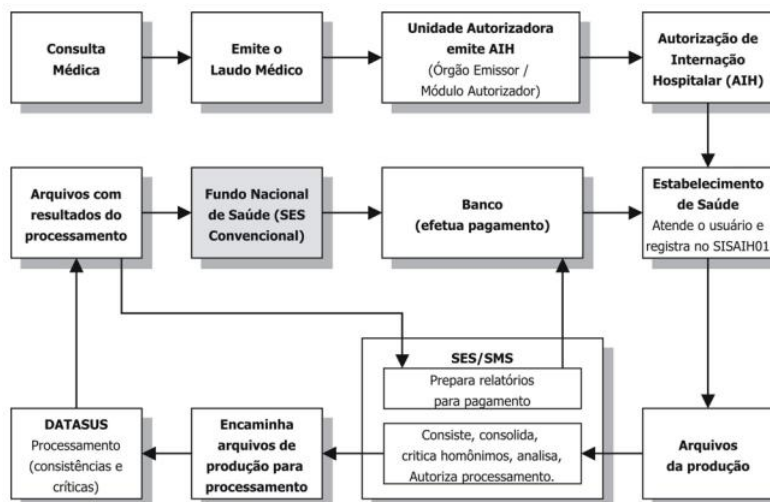 Consulta
Médica
Emite o
Laudo Médico
Unidade Autorizadora
emite AIH
(Órgão Emissor /
Módulo Autorizador)
Autorização de
Internação
Hospitalar (AIH)
Arquivos com
resultados do
processamento
Fundo Nacional
de Saúde (SES
Convencional)
Banco
(efetua pagamento)
Estabelecimento
de Saúde
Atende o usuário e
registra no SISAIH01
SES/SMS
Prepara relatórios
para pagamento
DATASUS
Processamento
(consistências e
críticas)
Encaminha
arquivos de
produção para
processamento
Consiste, consolida,
critica homônimos, analisa,
Autoriza processamento.
Arquivos
da produção